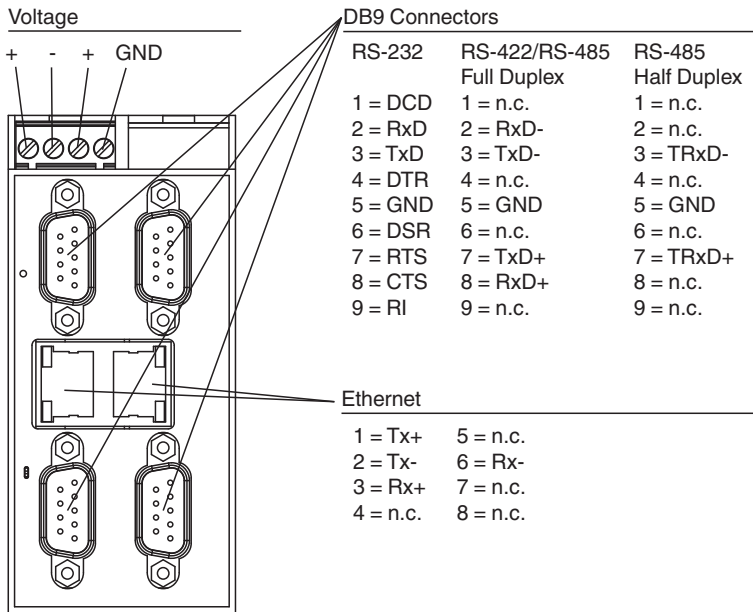 Voltage
+ - + GND
DB9 Connectors
RS-232 RS-422/RS-485 RS-485
Full Duplex Half Duplex
1 = DCD 1 = n.c. 1 = n.c.
2 = RxD 2 = RxD- 2 = n.c.
3 = TxD 3 = TxD- 3 = TRxD-
4 = DTR 4 = n.c. 4 = n.c.
5 = GND 5 = GND 5 = GND
6 = DSR 6 = n.c. 6 = n.c.
7 = RTS 7 = TxD+ 7 = TRxD+
8 = CTS 8 = RxD+ 8 = n.c.
9 = RI 9 = n.c. 9 = n.c.
Ethernet
1 = Tx+ 5 = n.c.
2 = Tx- 6 = Rx-
3 = Rx+ 7 = n.c.
4 = n.c. 8 = n.c.